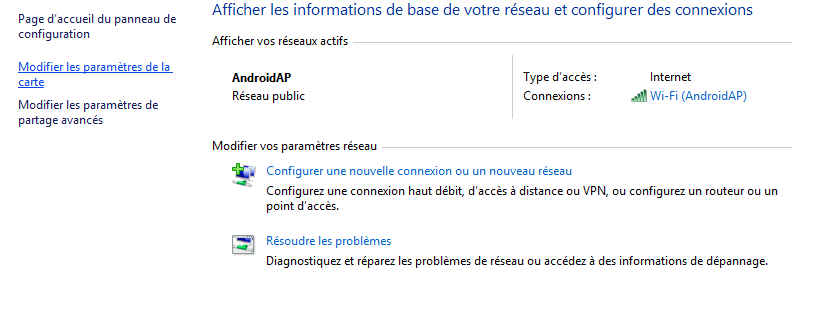 Afficher les informations de base de votre réseau et configurer des connexions
Page d'accueil du panneau de
configuration
Modifier les paramètres de la
carte
Modifier les paramètres de
partage avancés
Afficher vos réseaux actifs
AndroidAP
Réseau public
Type d'accès :
Internet
Connexions :
Wi-Fi (AndroidAP)
Modifier vos paramètres réseau
Configurer une nouvelle connexion ou un nouveau réseau
Configurez une connexion haut débit, d'accès à distance ou VPN, ou configurez un routeur ou un
point d'accès.
Résoudre les problèmes
Diagnostiquez et réparez les problèmes de réseau ou accédez à des informations de dépannage.